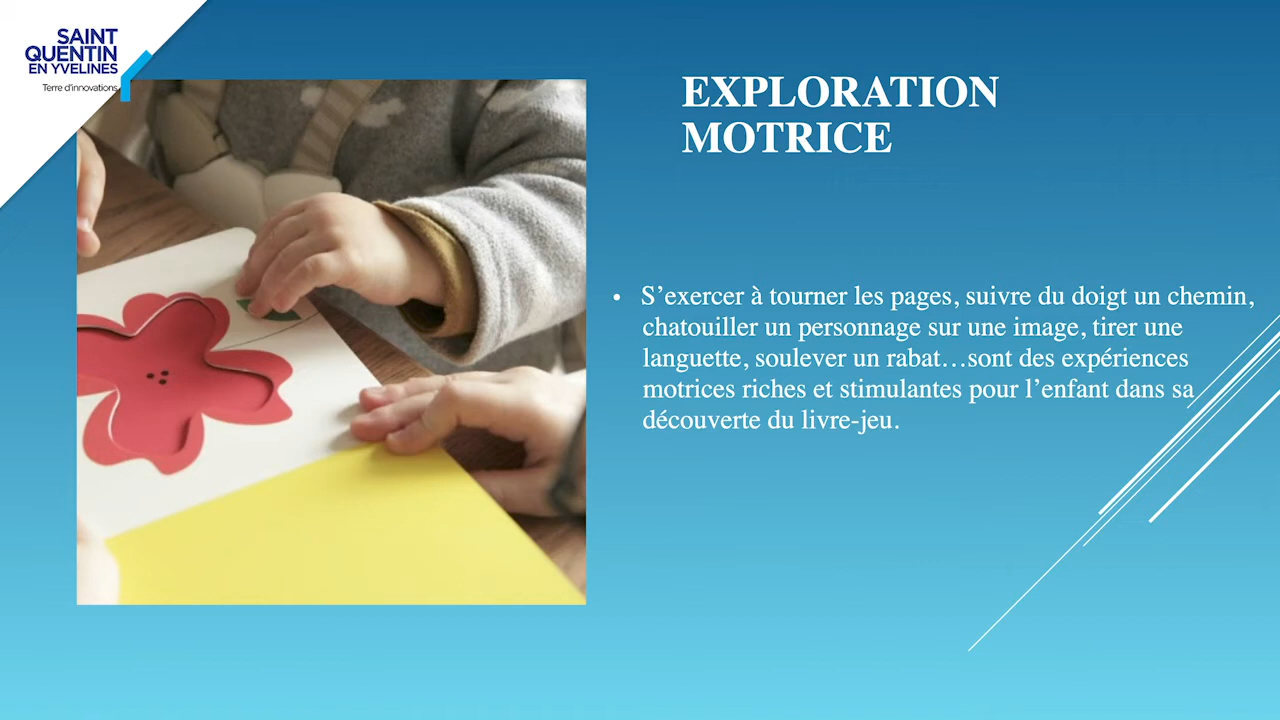 SAINT
QUENTIN
EN YVELINES
Terre d'innovations
EXPLORATION
MOTRICE
• S’exercer à tourner les pages, suivre du doigt un chemin,
chatouiller un personnage sur une image, tirer une
languette, soulever un rabat…sont des expériences
motrices riches et stimulantes pour l’enfant dans sa
découverte du livre-jeu.